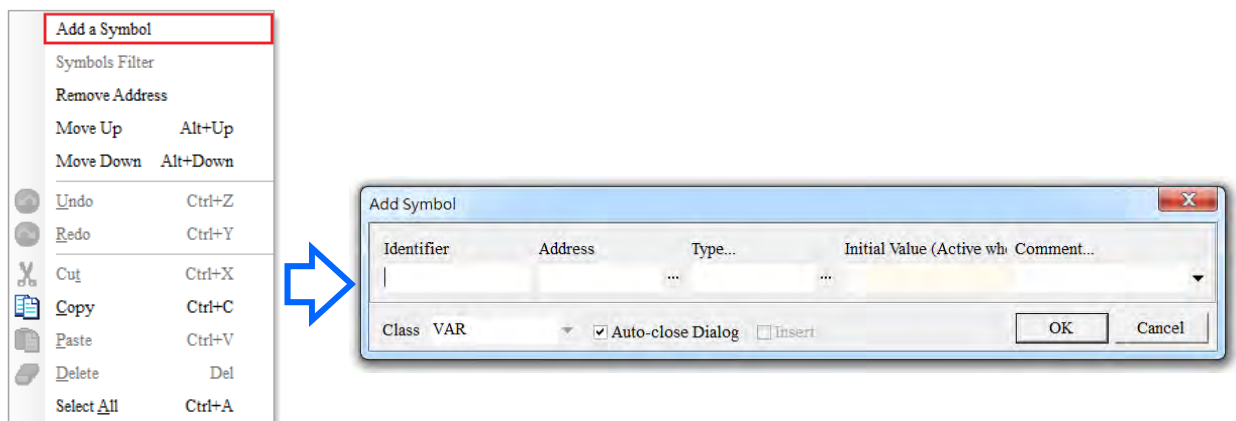 Add a Symbol
Symbols Filter
Remove Address
Move Up Alt+Up
Move Down Alt+Down
Undo Ctrl+Z
Redo Ctrl+Y
Cut Ctrl+X
Copy Ctrl+C
Paste Ctrl+V
Delete Del
Select All Ctrl+A
Add Symbol
Identifier Address Type... Initial Value (Active whe Comment...
... ...
Class VAR Auto-close Dialog Insert OK Cancel